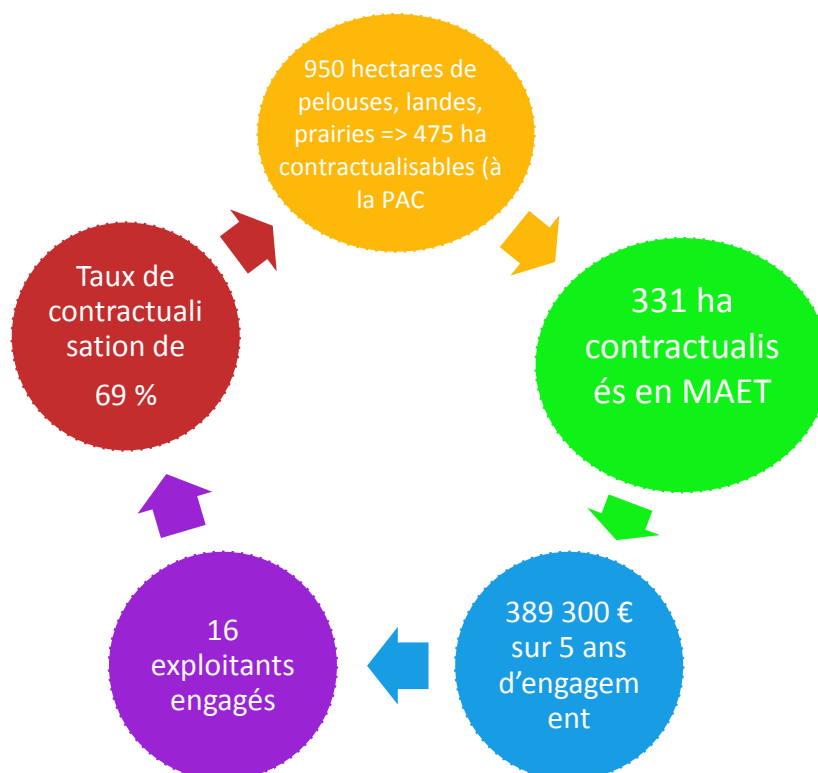 950 hectares de
pelouses, landes,
prairies => 475 ha
contractualisables (à
la PAC
331 ha
contractualis
és en MAET
389 300 €
sur 5 ans
d’engagem
ent
16
exploitants
engagés
Taux de
contractuali
sation de
69 %